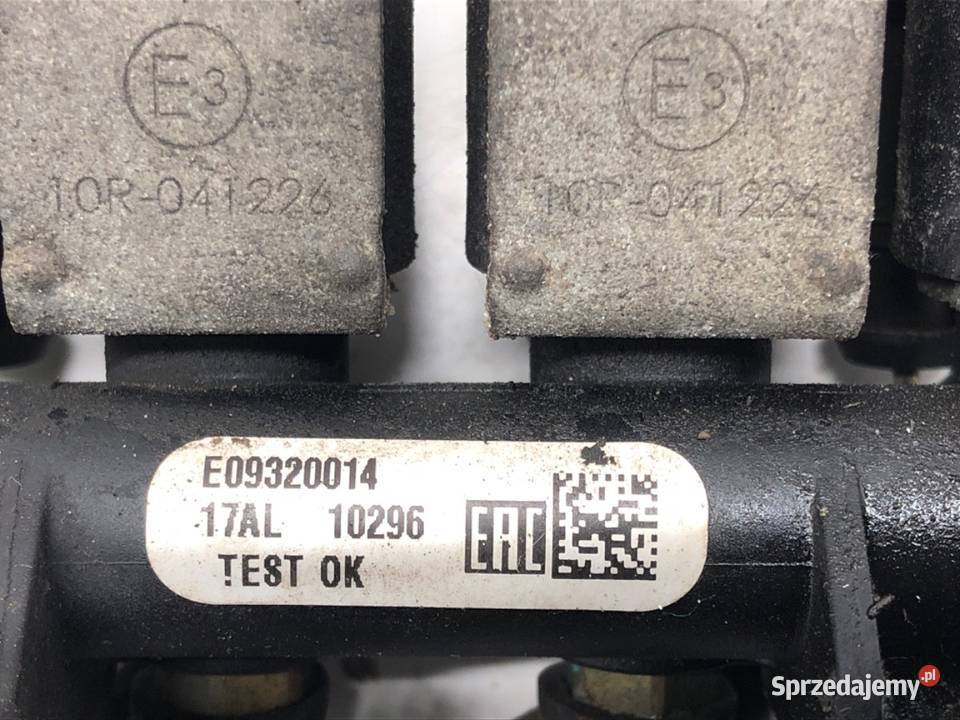 E3
10R-041226
E3
10R-041226
E09320014
17AL 10296
TEST OK
EAC
Sprzedajemy.pl